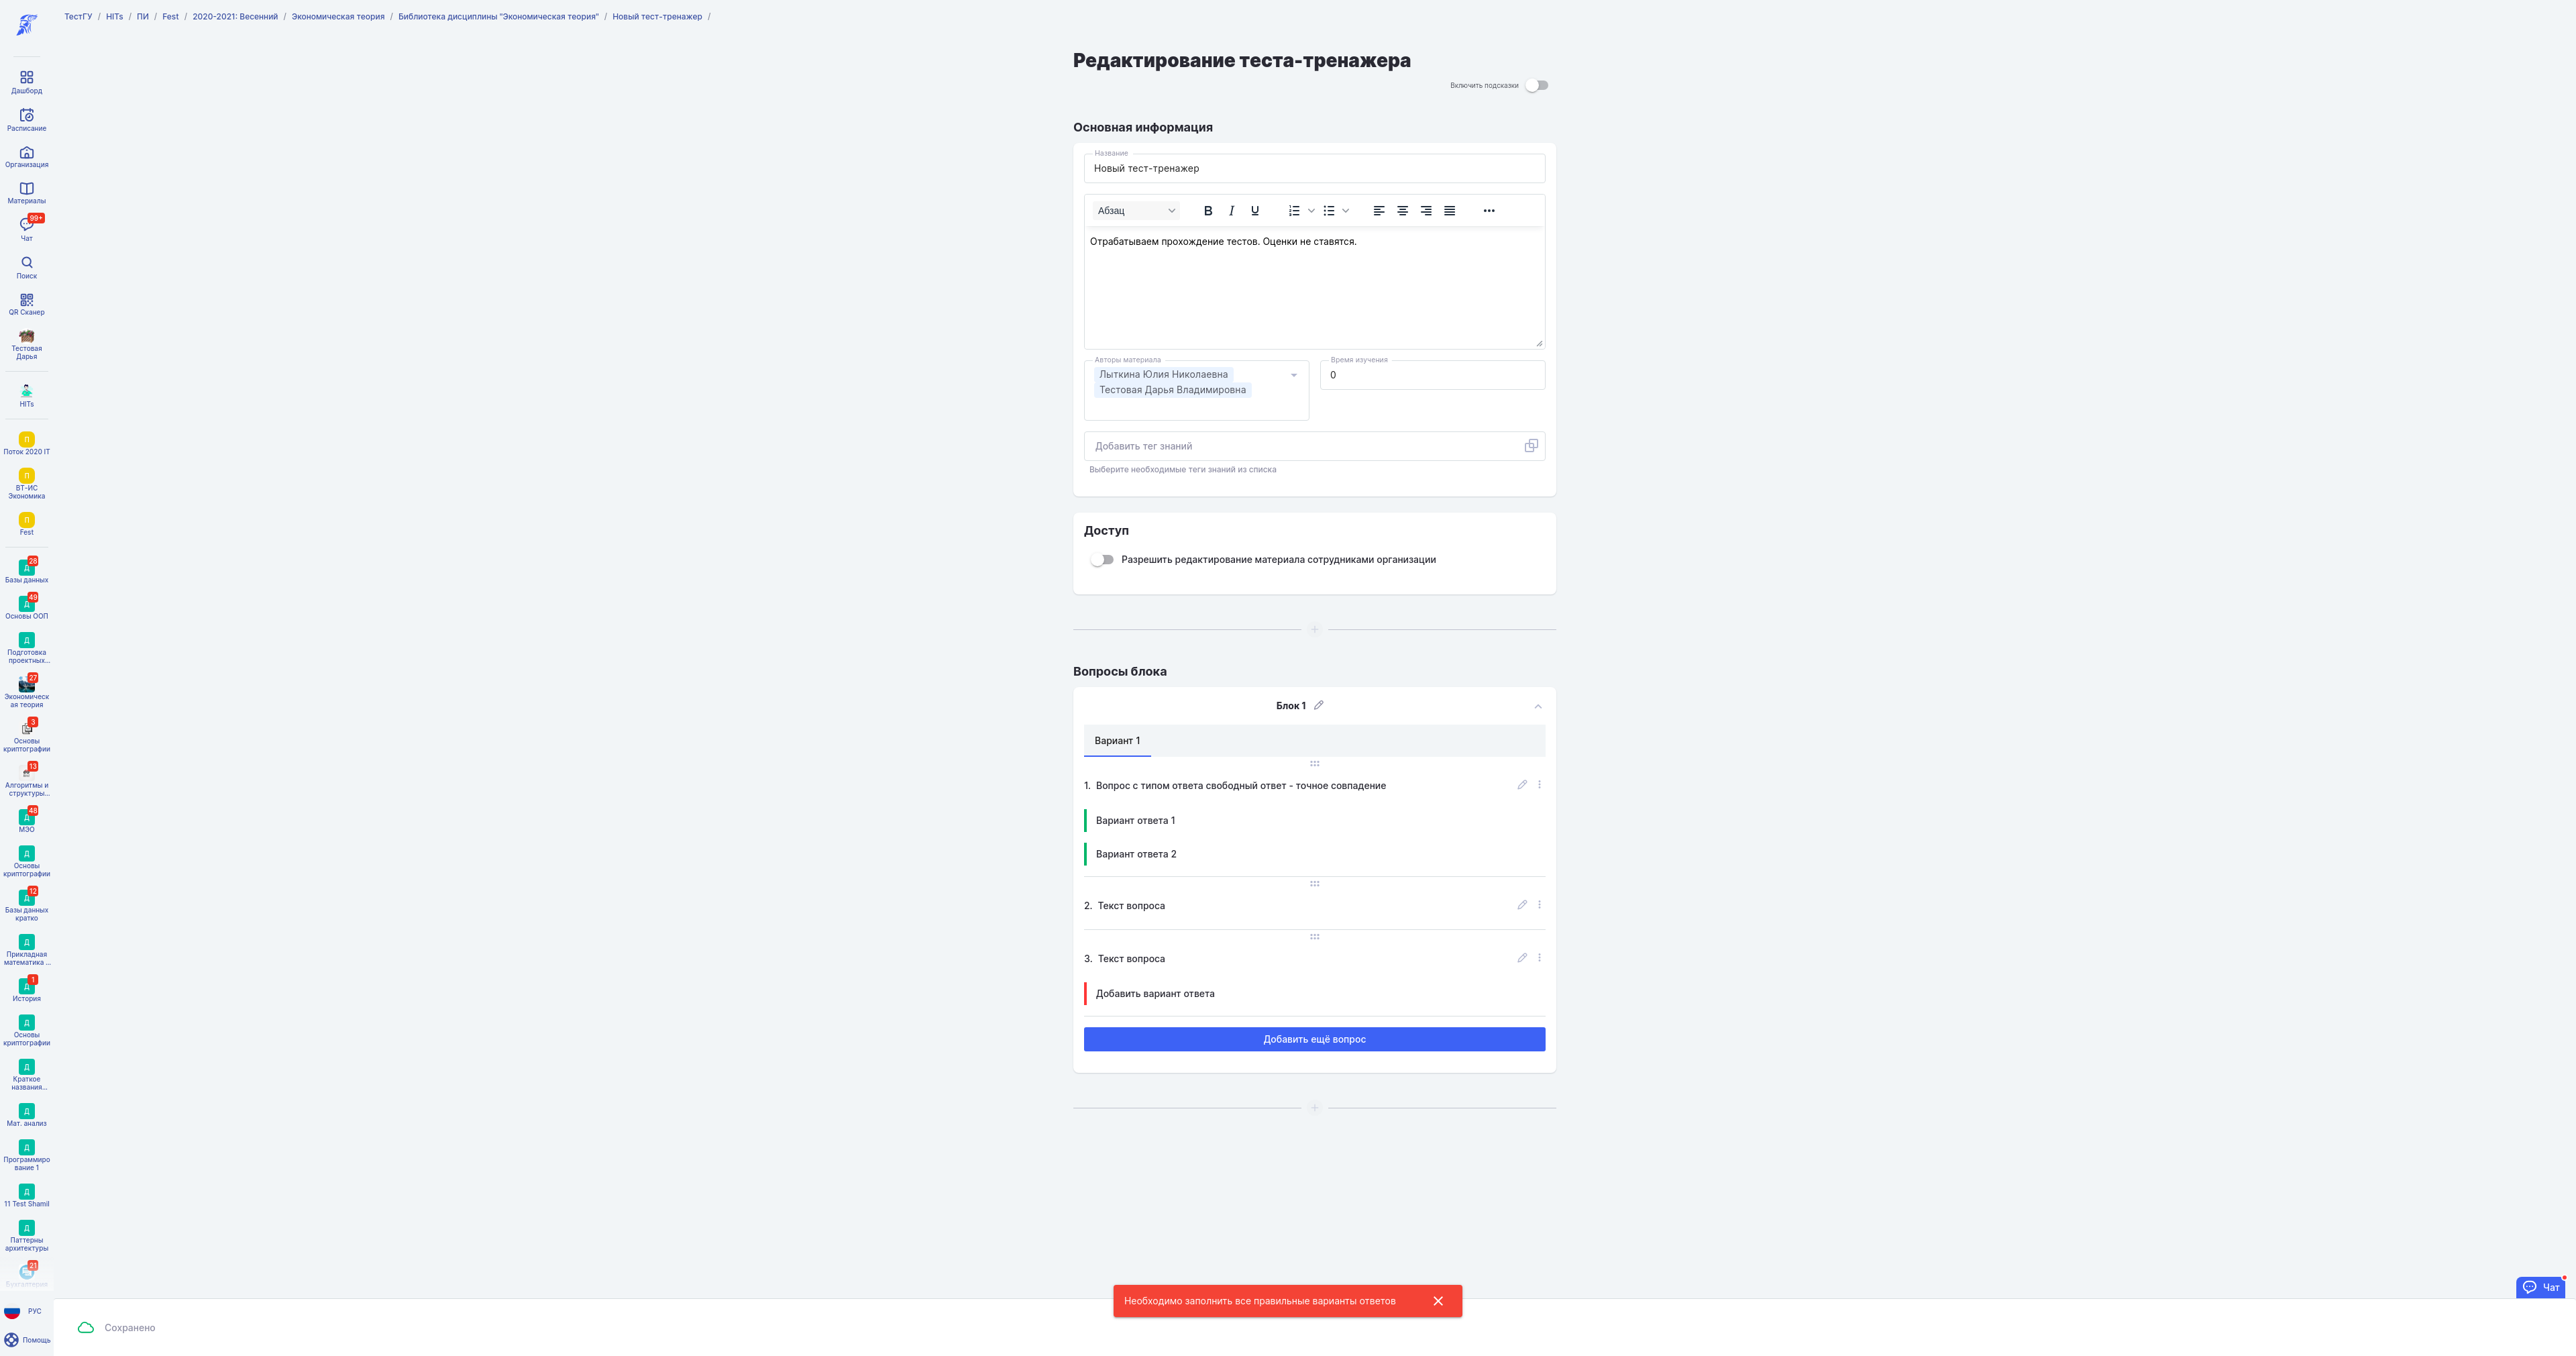 ТестГУ / HITs / ПИ / Fest / 2020-2021: Весенний / Экономическая теория / Библиотека дисциплины "Экономическая теория" / Новый тест-тренажер /
Дашборд
Расписание
Организация
Материалы
99+
Чат
Поиск
QR Сканер
Тестовая
Дарья
HITs
П
Поток 2020 IT
П
ВТ-ИС
Экономика
П
Fest
28
Д
Базы данных
49
Д
Основы ООП
Д
Подготовка
проектных...
27
Экономическ
ая теория
3
Основы
криптографии
13
Алгоритмы и
структуры...
48
Д
МЭО
Д
Основы
криптографии
12
Д
Базы данных
кратко
Д
Прикладная
математика ...
1
Д
История
Д
Основы
криптографии
Д
Краткое
названия...
Д
Мат. анализ
Д
Программиро
вание 1
Д
11 Test Shamil
Д
Паттерны
архитектуры
21
Бухгалтерия
РУС
Помощь
Редактирование теста-тренажера
Включить подсказки
Основная информация
Название
Новый тест-тренажер
Абзац
Отрабатываем прохождение тестов. Оценки не ставятся.
Авторы материала
Лыткина Юлия Николаевна
Тестовая Дарья Владимировна
Время изучения
0
Добавить тег знаний
Выберите необходимые теги знаний из списка
Доступ
Разрешить редактирование материала сотрудниками организации
Вопросы блока
Блок 1
Вариант 1
1. Вопрос с типом ответа свободный ответ - точное совпадение
Вариант ответа 1
Вариант ответа 2
2. Текст вопроса
3. Текст вопроса
Добавить вариант ответа
Добавить ещё вопрос
Необходимо заполнить все правильные варианты ответов
Чат
Сохранено